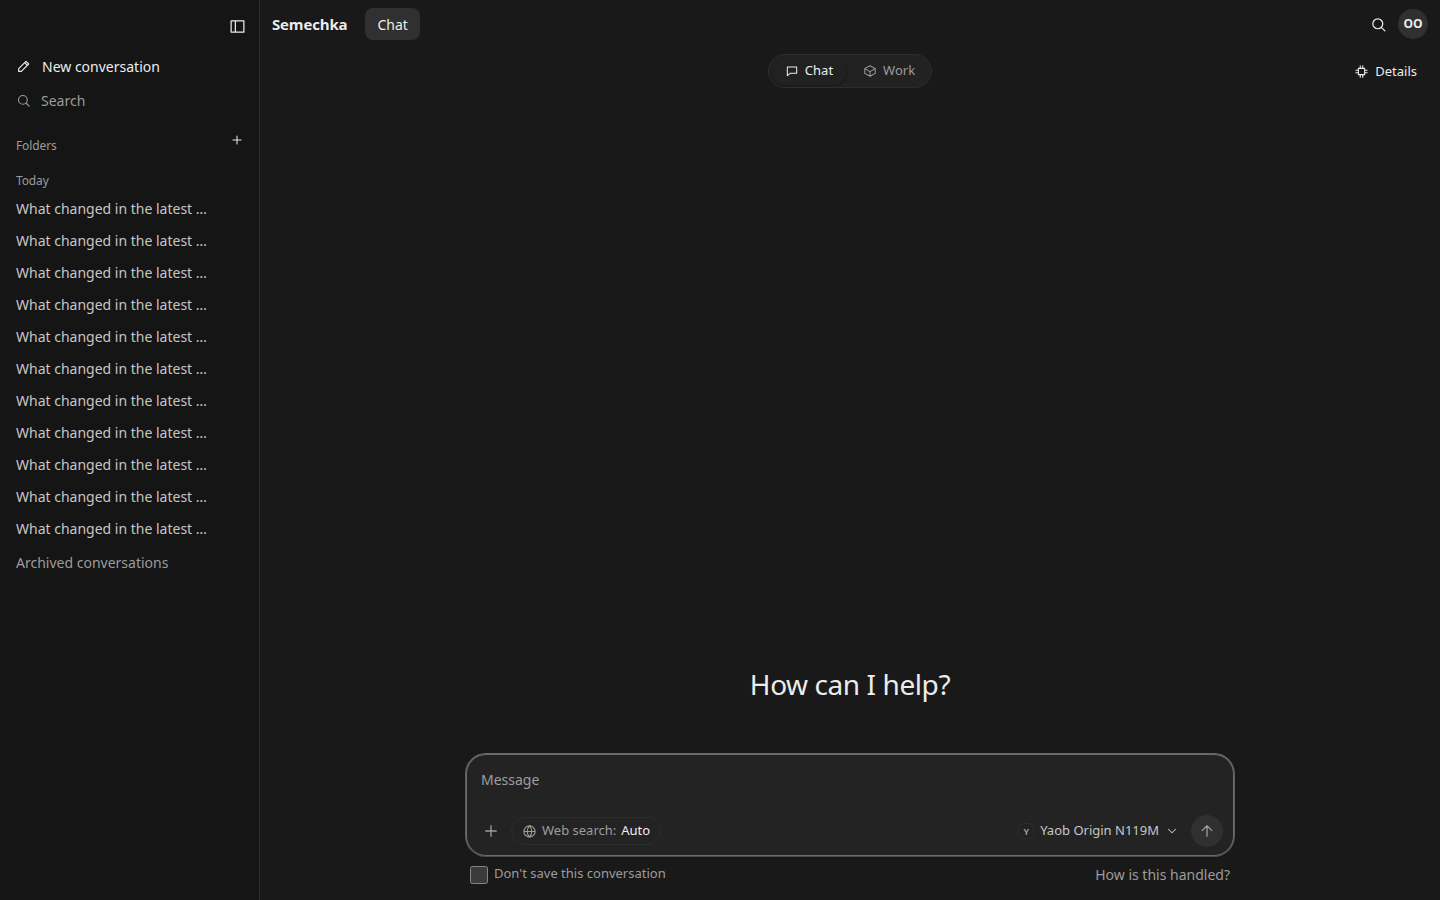 New conversation
Search
Folders
Today
What changed in the latest ...
What changed in the latest ...
What changed in the latest ...
What changed in the latest ...
What changed in the latest ...
What changed in the latest ...
What changed in the latest ...
What changed in the latest ...
What changed in the latest ...
What changed in the latest ...
What changed in the latest ...
Archived conversations
Semechka Chat
OO
Chat Work
Details
How can I help?
Message
Web search: Auto
Y Yaob Origin N119M
Don't save this conversation
How is this handled?